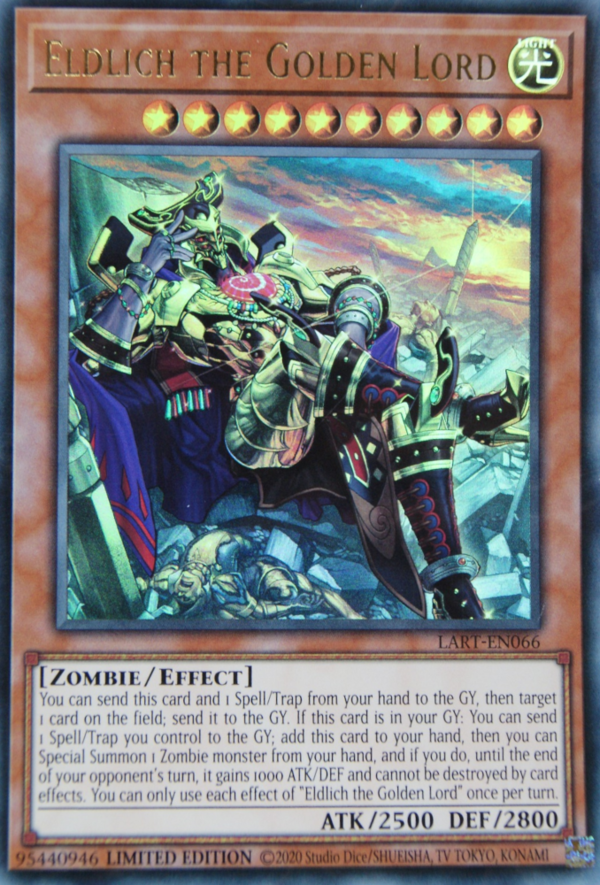 Eldlich the Golden Lord
LIGHT
光
LART-EN066
[Zombie/Effect]
You can send this card and 1 Spell/Trap from your hand to the GY, then target
1 card on the field; send it to the GY. If this card is in your GY: You can send
1 Spell/Trap you control to the GY; add this card to your hand, then you can
Special Summon 1 Zombie monster from your hand, and if you do, until the end
of your opponent's turn, it gains 1000 ATK/DEF and cannot be destroyed by card
effects. You can only use each effect of "Eldlich the Golden Lord" once per turn.
ATK/2500 DEF/2800
95440946 LIMITED EDITION ©2020 Studio Dice/SHUEISHA, TV TOKYO, KONAMI